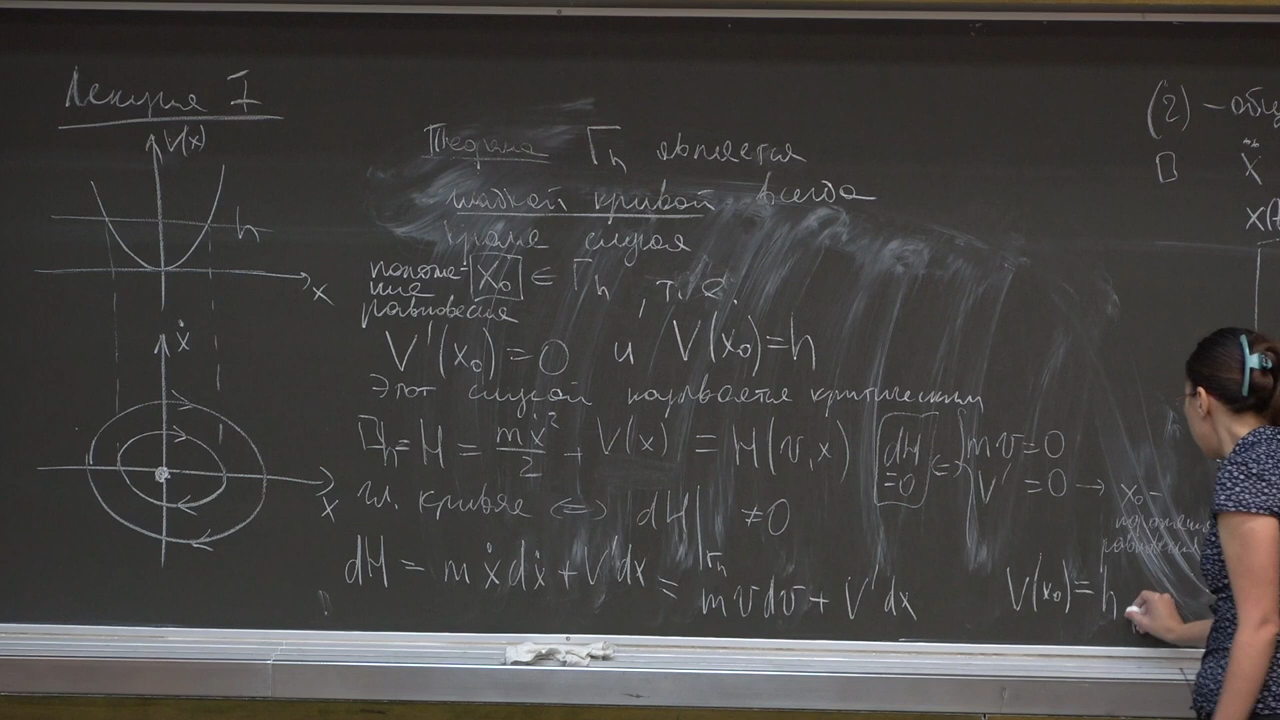 Лекция 1
V(x)
h
x
ẋ
x
Теорема Γₕ является
гладкой кривой всегда
кроме случая
положение равновесия x₀ ∈ Γₕ, т.е.
V'(x₀) = 0 и V(x₀) = h
Этот случай называется критическим
Γₕ = H = mẋ²/2 + V(x) = H(v,x) dH = 0 ⇔ } mv = 0
V' = 0 → x₀ – положение равновесия
гл. кривая ⇔ dH|Γₕ ≠ 0
dH = mẋdẋ + V'dx = mvdv + V'dx
V(x₀) = h
(2) –
□ ẍ